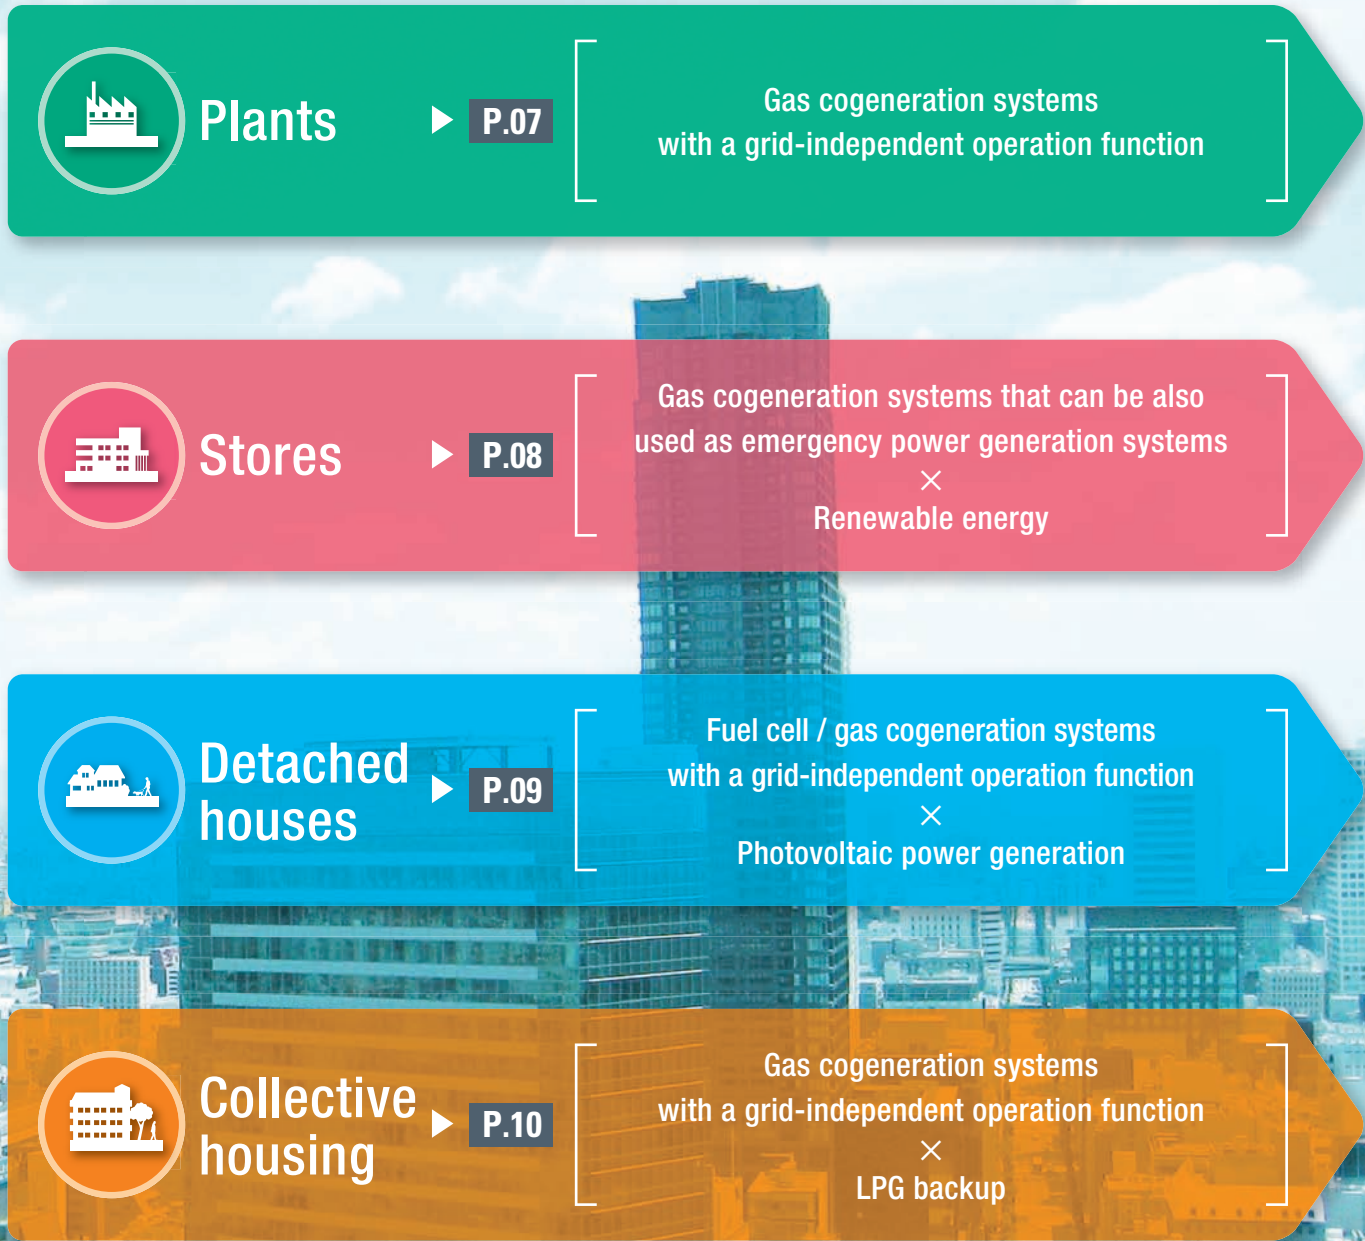 Plants
P.07
Gas cogeneration systems
with a grid-independent operation function
Stores
P.08
Gas cogeneration systems that can be also
used as emergency power generation systems
×
Renewable energy
Detached
houses
P.09
Fuel cell / gas cogeneration systems
with a grid-independent operation function
×
Photovoltaic power generation
Collective
housing
P.10
Gas cogeneration systems
with a grid-independent operation function
×
LPG backup